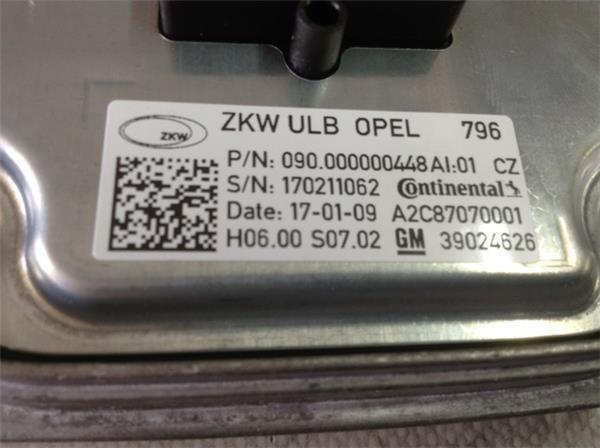 ZKW ULB OPEL 796
ZKW
P/N: 090.000000448 AI:01 CZ
S/N: 170211062 Continental
Date: 17-01-09 A2C87070001
H06.00 S07.02 GM 39024626